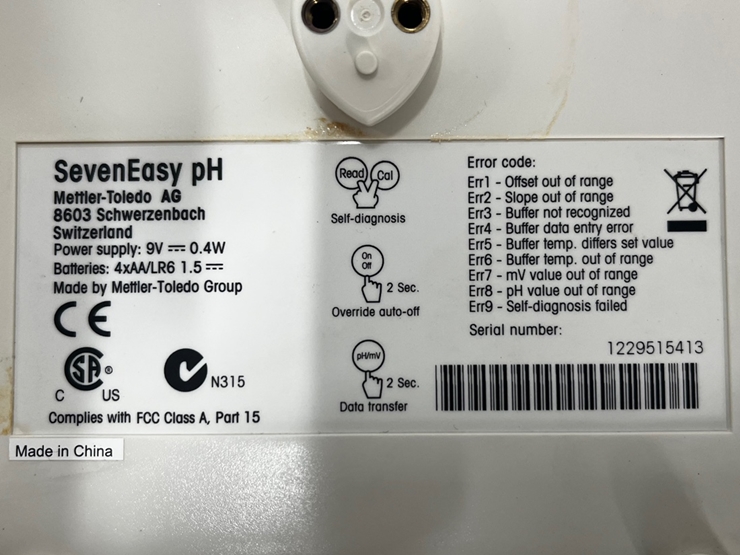 SevenEasy pH
Mettler-Toledo AG
8603 Schwerzenbach
Switzerland
Power supply: 9V ⎓ 0.4W
Batteries: 4xAA/LR6 1.5 ⎓
Made by Mettler-Toledo Group
CE
SA ®
C US
N315
Complies with FCC Class A, Part 15
Made in China
Read Cal
Self-diagnosis
On
Off
2 Sec.
Override auto-off
pH/mV
2 Sec.
Data transfer
Error code:
Err1 - Offset out of range
Err2 - Slope out of range
Err3 - Buffer not recognized
Err4 - Buffer data entry error
Err5 - Buffer temp. differs set value
Err6 - Buffer temp. out of range
Err7 - mV value out of range
Err8 - pH value out of range
Err9 - Self-diagnosis failed
Serial number:
1229515413